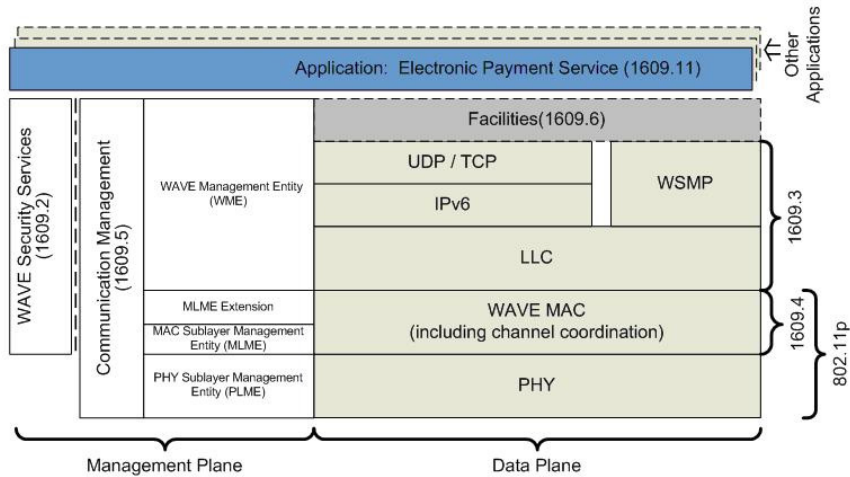 Other
Applications
Application: Electronic Payment Service (1609.11)
WAVE Security Services
(1609.2)
Communication Management
(1609.5)
WAVE Management Entity
(WME)
MLME Extension
MAC Sublayer Management
Entity (MLME)
PHY Sublayer Management
Entity (PLME)
Facilities(1609.6)
UDP / TCP
IPv6
WSMP
LLC
WAVE MAC
(including channel coordination)
PHY
1609.3
1609.4
802.11p
Management Plane
Data Plane